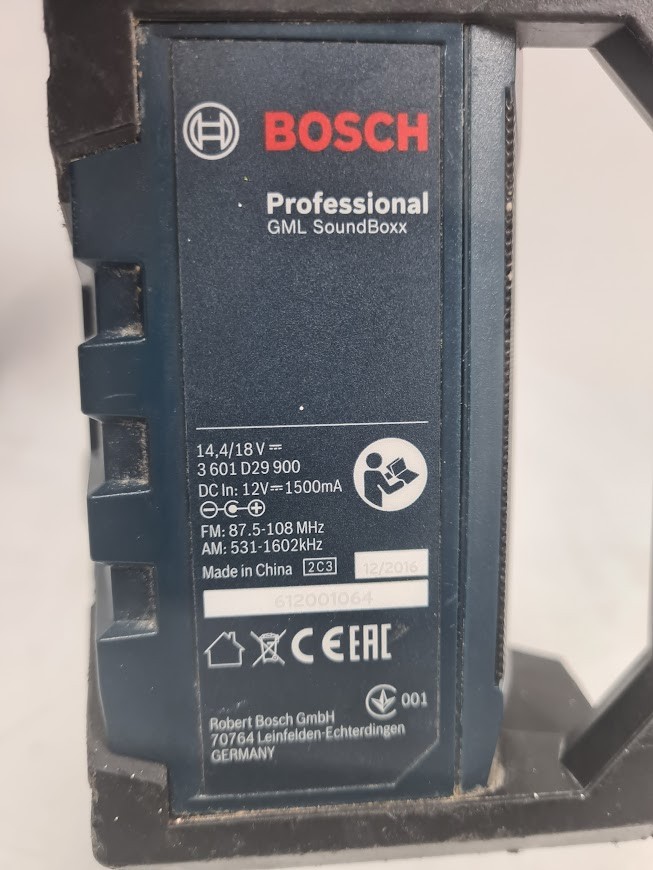 BOSCH
Professional
GML SoundBoxx
14,4/18 V ⎓
3 601 D29 900
DC In: 12V⎓1500mA
FM: 87.5-108 MHz
AM: 531-1602kHz
Made in China 2C3 12/2016
612001064
CE EAC
001
Robert Bosch GmbH
70764 Leinfelden-Echterdingen
GERMANY